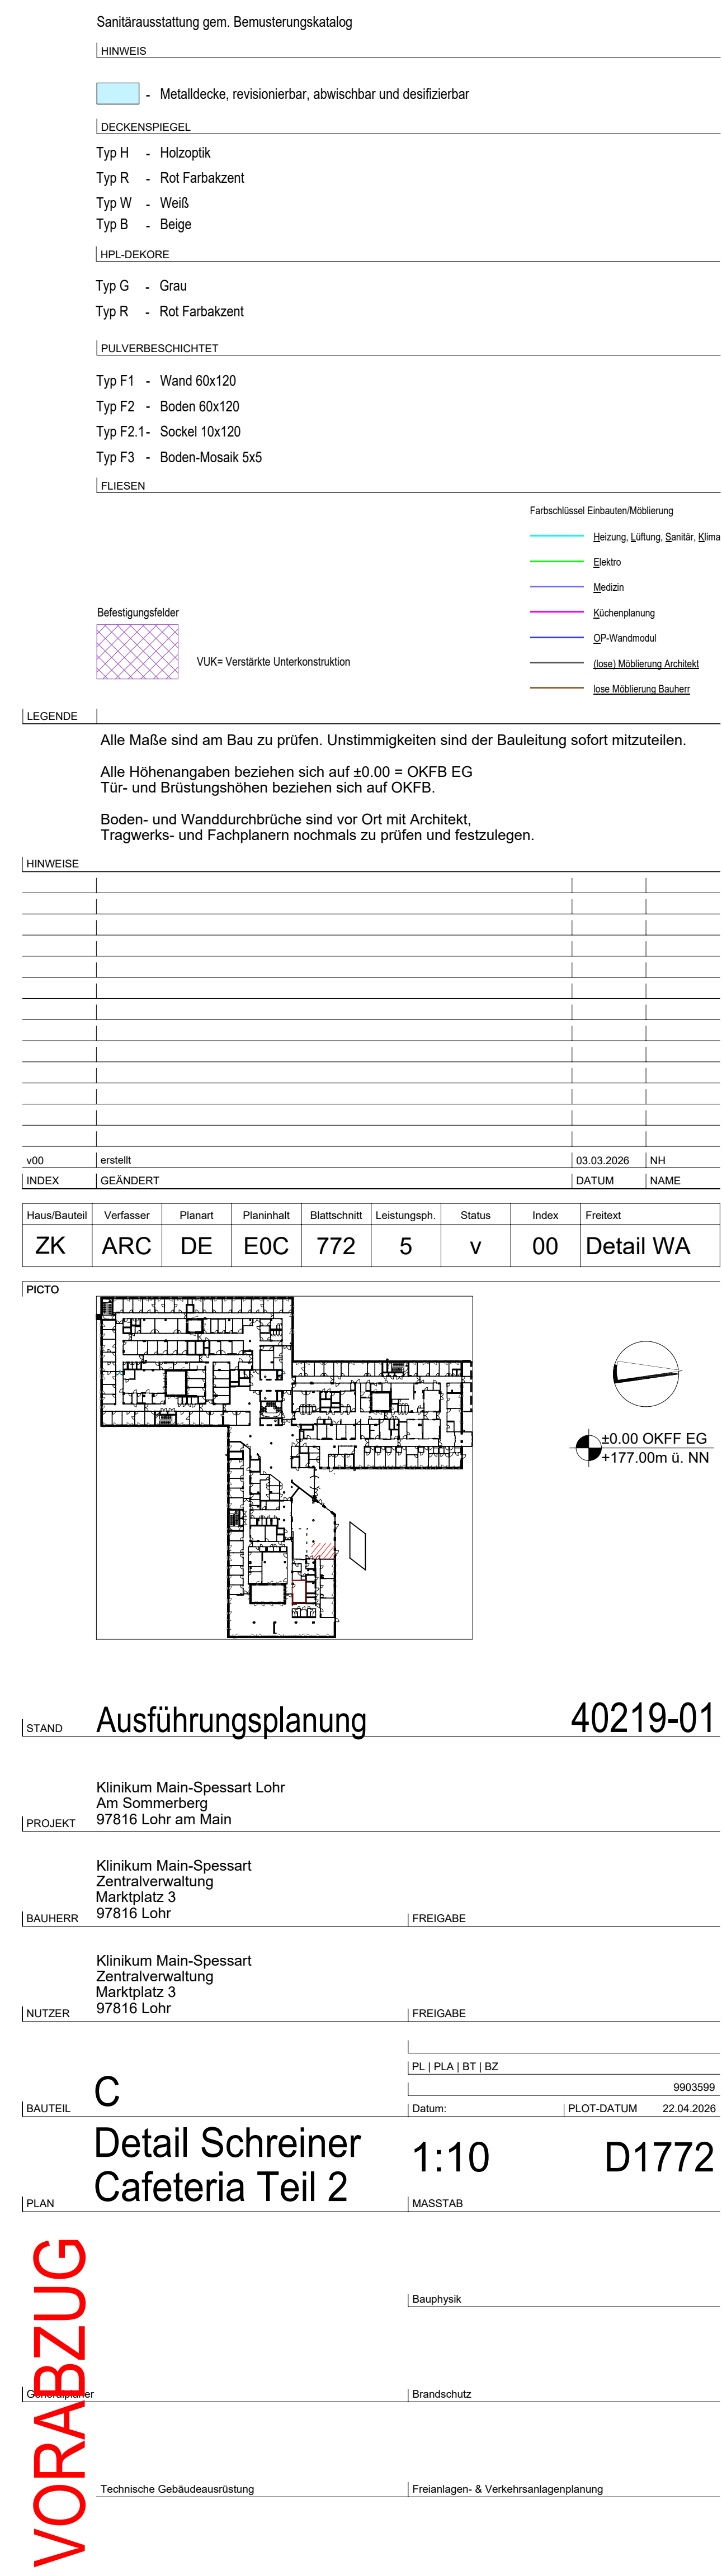 Sanitärausstattung gem. Bemusterungskatalog
HINWEIS
- Metalldecke, revisionierbar, abwischbar und desifizierbar
DECKENSPIEGEL
Typ H - Holzoptik
Typ R - Rot Farbakzent
Typ W - Weiß
Typ B - Beige
HPL-DEKORE
Typ G - Grau
Typ R - Rot Farbakzent
PULVERBESCHICHTET
Typ F1 - Wand 60x120
Typ F2 - Boden 60x120
Typ F2.1 - Sockel 10x120
Typ F3 - Boden-Mosaik 5x5
FLIESEN
Farbschlüssel Einbauten/Möblierung
Heizung, Lüftung, Sanitär, Klima
Elektro
Medizin
Küchenplanung
OP-Wandmodul
(lose) Möblierung Architekt
lose Möblierung Bauherr
Befestigungsfelder
VUK= Verstärkte Unterkonstruktion
LEGENDE
Alle Maße sind am Bau zu prüfen. Unstimmigkeiten sind der Bauleitung sofort mitzuteilen.
Alle Höhenangaben beziehen sich auf ±0.00 = OKFB EG
Tür- und Brüstungshöhen beziehen sich auf OKFB.
Boden- und Wanddurchbrüche sind vor Ort mit Architekt,
Tragwerks- und Fachplanern nochmals zu prüfen und festzulegen.
HINWEISE
v00 erstellt 03.03.2026 NH
INDEX GEÄNDERT DATUM NAME
Haus/Bauteil Verfasser Planart Planinhalt Blattschnitt Leistungsph. Status Index Freitext
ZK ARC DE E0C 772 5 v 00 Detail WA
PICTO
±0.00 OKFF EG
+177.00m ü. NN
STAND Ausführungsplanung 40219-01
Klinikum Main-Spessart Lohr
Am Sommerberg
97816 Lohr am Main
PROJEKT
Klinikum Main-Spessart
Zentralverwaltung
Marktplatz 3
97816 Lohr
BAUHERR FREIGABE
Klinikum Main-Spessart
Zentralverwaltung
Marktplatz 3
97816 Lohr
NUTZER FREIGABE
PL | PLA | BT | BZ
9903599
BAUTEIL C Datum: PLOT-DATUM 22.04.2026
Detail Schreiner
Cafeteria Teil 2
1:10 D1772
PLAN MASSTAB
VORABZUG
Bauphysik
Generalplaner Brandschutz
Technische Gebäudeausrüstung Freianlagen- & Verkehrsanlagenplanung